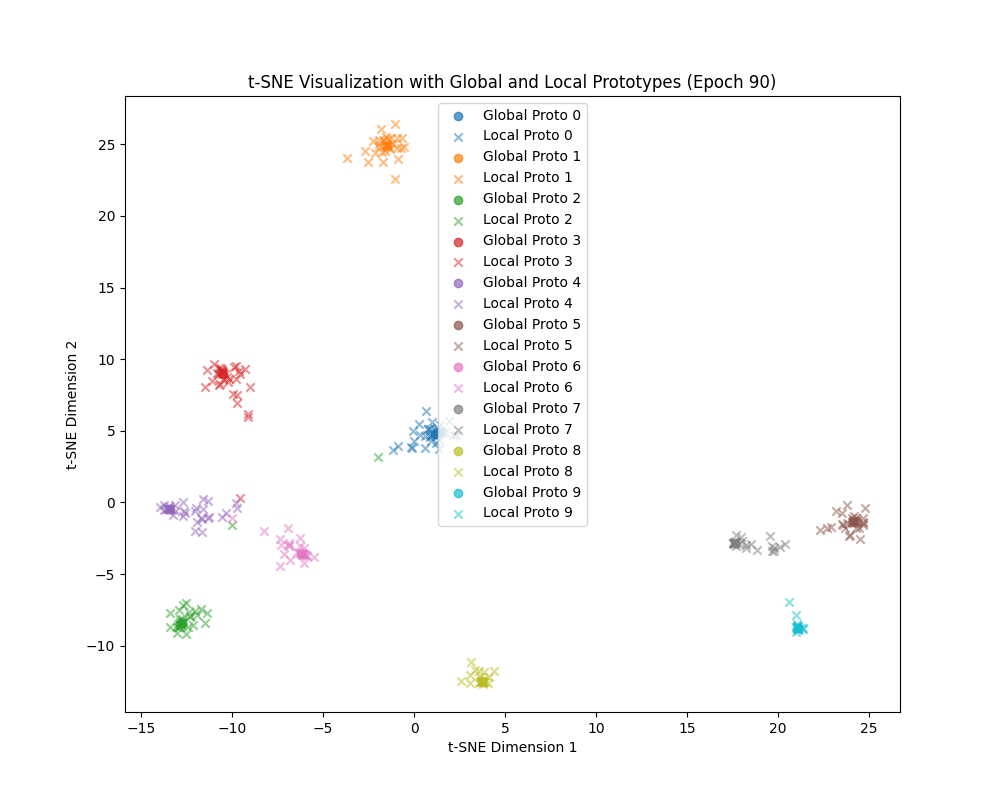 t-SNE Visualization with Global and Local Prototypes (Epoch 90)
Global Proto 0
Local Proto 0
Global Proto 1
Local Proto 1
Global Proto 2
Local Proto 2
Global Proto 3
Local Proto 3
Global Proto 4
Local Proto 4
Global Proto 5
Local Proto 5
Global Proto 6
Local Proto 6
Global Proto 7
Local Proto 7
Global Proto 8
Local Proto 8
Global Proto 9
Local Proto 9
t-SNE Dimension 2
25
20
15
10
5
0
−5
−10
−15
−10
−5
0
5
10
15
20
25
t-SNE Dimension 1